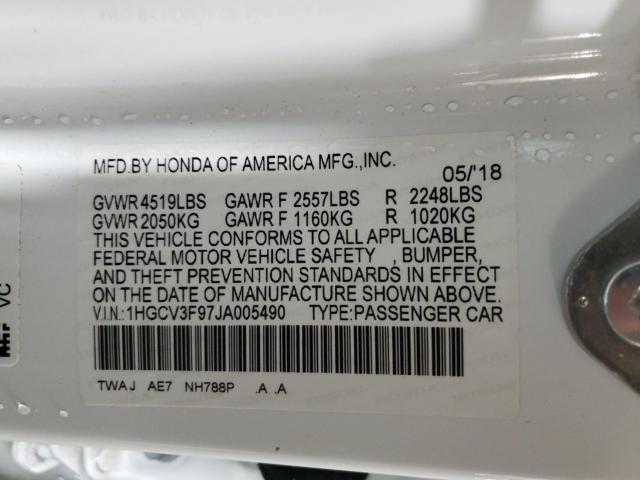 MFD.BY HONDA OF AMERICA MFG.,INC. 05/'18
GVWR 4519LBS GAWR F 2557LBS R 2248LBS
GVWR 2050KG GAWR F 1160KG R 1020KG
THIS VEHICLE CONFORMS TO ALL APPLICABLE
FEDERAL MOTOR VEHICLE SAFETY , BUMPER,
AND THEFT PREVENTION STANDARDS IN EFFECT
ON THE DATE OF MANUFACTURE SHOWN ABOVE.
V.I.N.: 1HGCV3F97JA005490 TYPE:PASSENGER CAR
TWAJ AE7 NH788P .A .A
VC